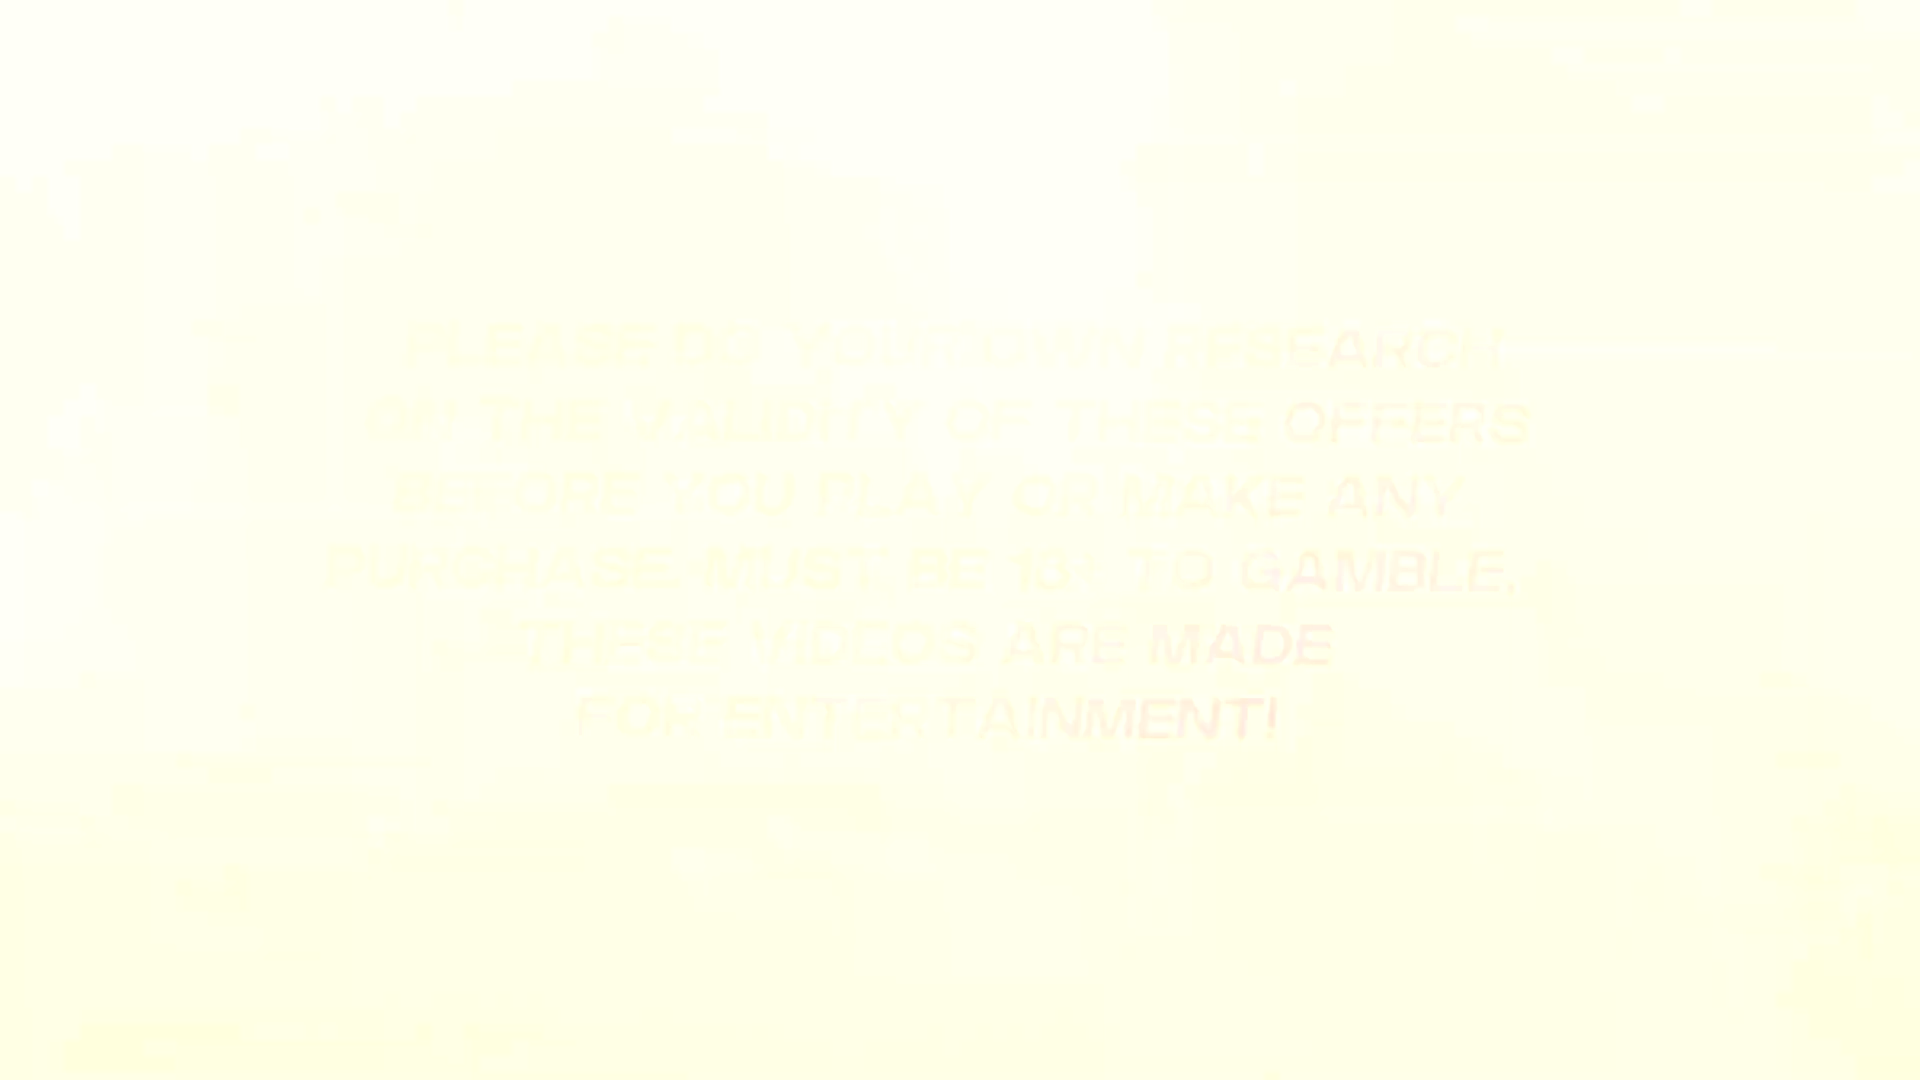 PLEASE DO YOUR OWN RESEARCH
ON THE VALIDITY OF THESE OFFERS
BEFORE YOU PLAY OR MAKE ANY
PURCHASE. MUST BE 18+ TO GAMBLE.
THESE VIDEOS ARE MADE
FOR ENTERTAINMENT!